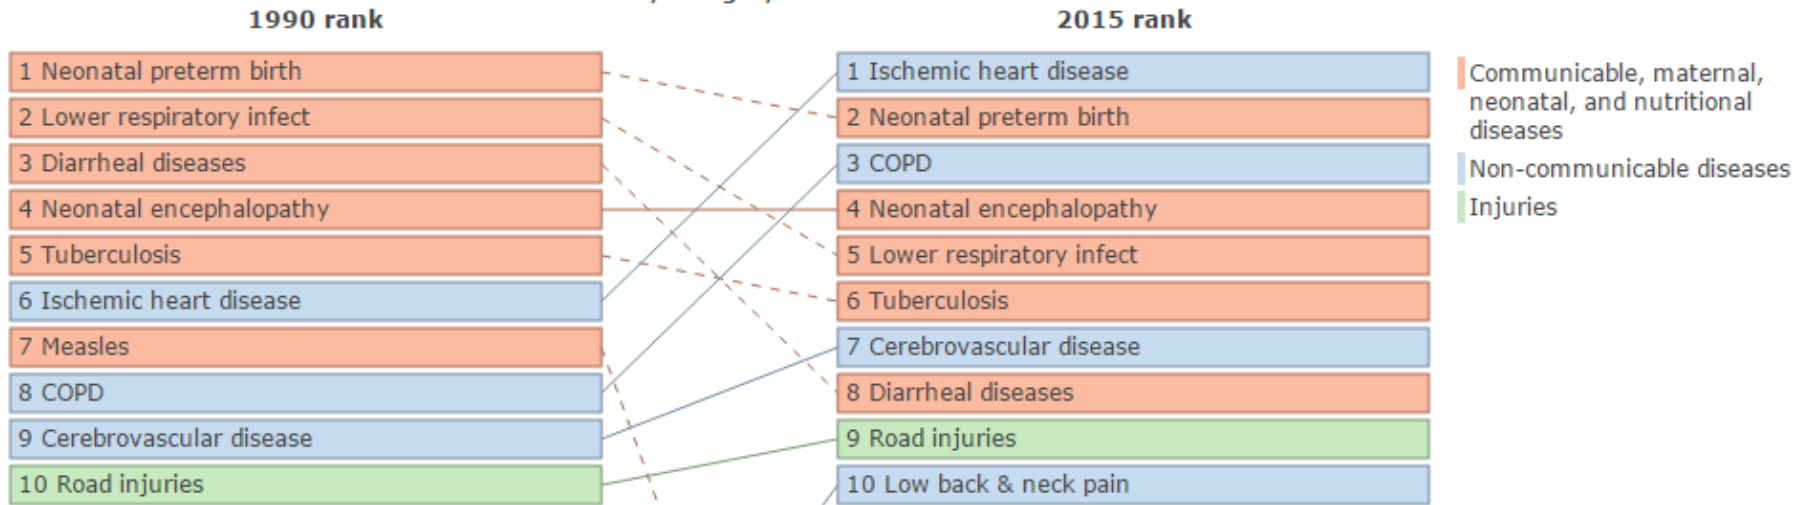 1990 rank
2015 rank
1 Neonatal preterm birth
2 Lower respiratory infect
3 Diarrheal diseases
4 Neonatal encephalopathy
5 Tuberculosis
6 Ischemic heart disease
7 Measles
8 COPD
9 Cerebrovascular disease
10 Road injuries
1 Ischemic heart disease
2 Neonatal preterm birth
3 COPD
4 Neonatal encephalopathy
5 Lower respiratory infect
6 Tuberculosis
7 Cerebrovascular disease
8 Diarrheal diseases
9 Road injuries
10 Low back & neck pain
Communicable, maternal,
neonatal, and nutritional
diseases
Non-communicable diseases
Injuries